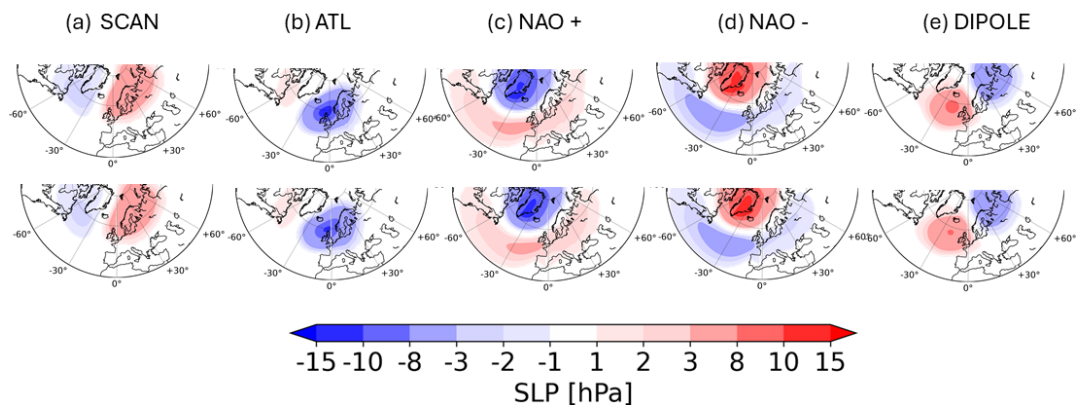 (a) SCAN (b) ATL (c) NAO + (d) NAO - (e) DIPOLE
-60° +60° -60° +60° -60° +60° -60° +60° -60° +60°
-30° +30° -30° +30° -30° +30° -30° +30° -30° +30°
0° 0° 0° 0° 0°
-60° +60° -60° +60° -60° +60° -60° +60° -60° +60°
-30° +30° -30° +30° -30° +30° -30° +30° -30° +30°
0° 0° 0° 0° 0°
-15 -10 -8 -3 -2 -1 1 2 3 8 10 15
SLP [hPa]